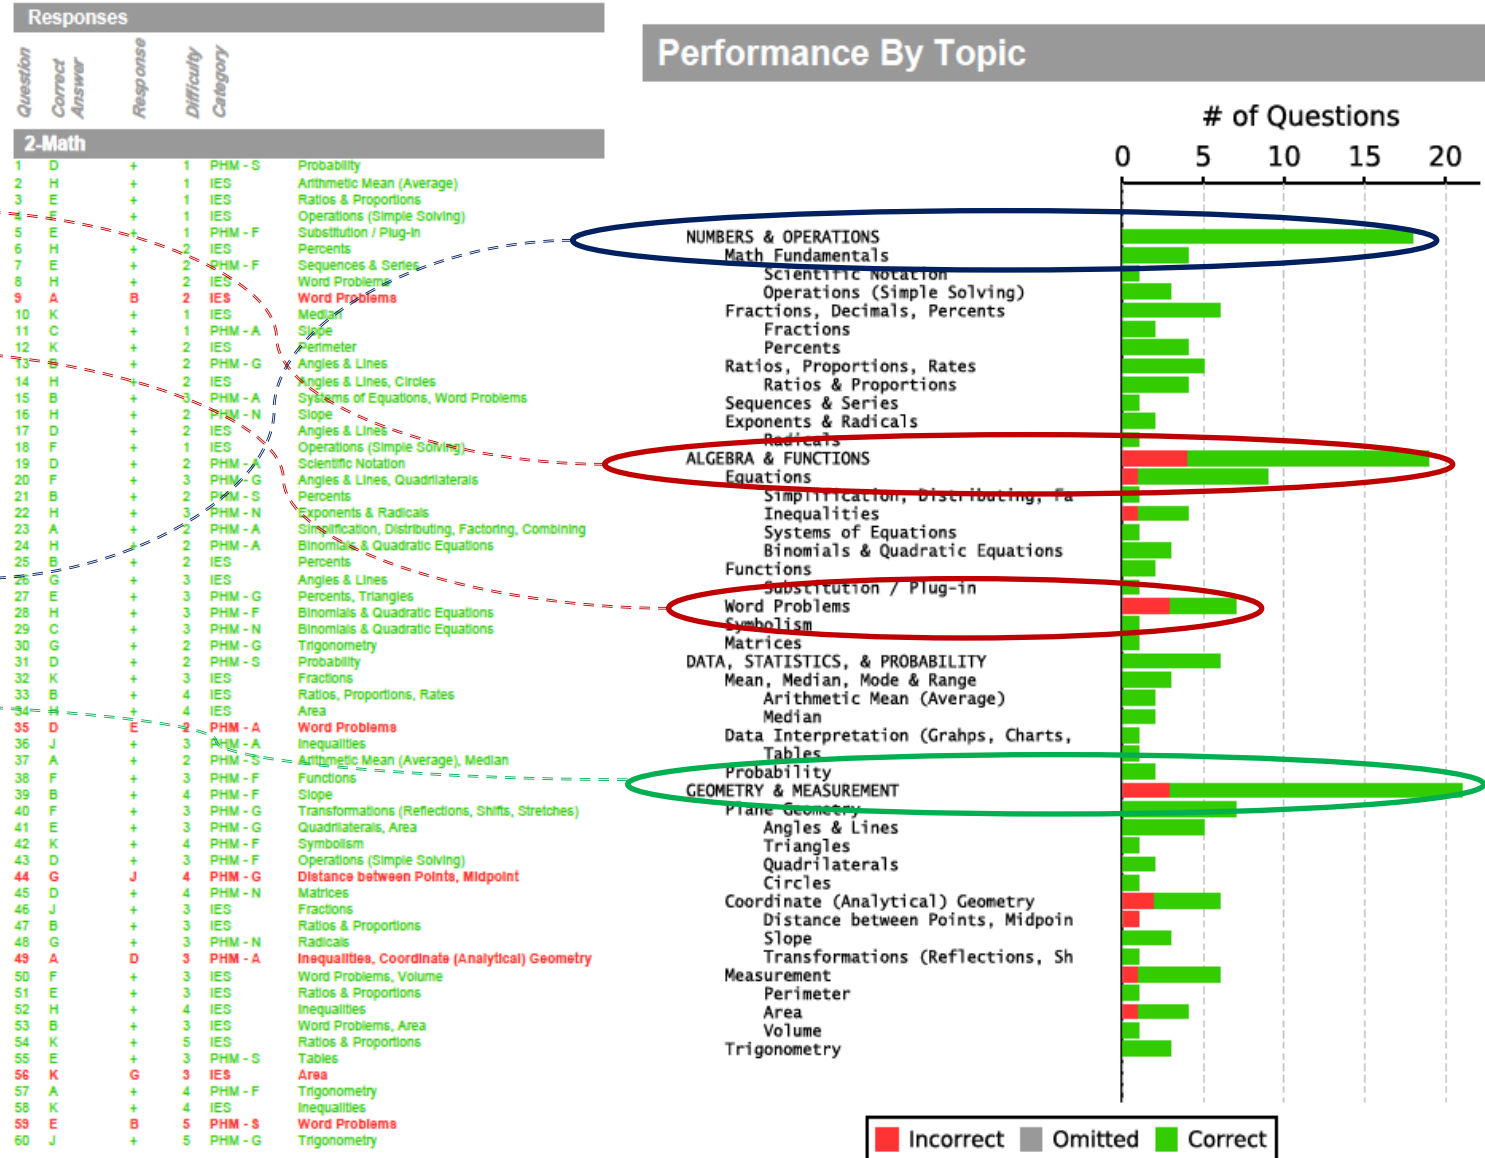 Responses
Question Correct Answer Response Difficulty Category
2-Math
1 D + 1 PHM - S Probability
2 H + 1 IES Arithmetic Mean (Average)
3 E + 1 IES Ratios & Proportions
4 F + 1 IES Operations (Simple Solving)
5 E + 1 PHM - F Substitution / Plug-in
6 H + 2 IES Percents
7 E + 2 PHM - F Sequences & Series
8 H + 2 IES Word Problems
9 A B 2 IES Word Problems
10 K + 1 IES Median
11 C + 1 PHM - A Slope
12 K + 2 IES Perimeter
13 B + 2 PHM - G Angles & Lines
14 H + 2 IES Angles & Lines, Circles
15 B + 3 PHM - A Systems of Equations, Word Problems
16 H + 2 PHM - N Slope
17 D + 2 IES Angles & Lines
18 F + 1 IES Operations (Simple Solving)
19 D + 2 PHM - A Scientific Notation
20 F + 3 PHM - G Angles & Lines, Quadrilaterals
21 B + 2 PHM - S Percents
22 H + 3 PHM - N Exponents & Radicals
23 A + 2 PHM - A Simplification, Distributing, Factoring, Combining
24 H + 2 PHM - A Binomials & Quadratic Equations
25 B + 2 IES Percents
26 G + 3 IES Angles & Lines
27 E + 3 PHM - G Percents, Triangles
28 H + 3 PHM - F Binomials & Quadratic Equations
29 C + 3 PHM - N Binomials & Quadratic Equations
30 G + 2 PHM - G Trigonometry
31 D + 2 PHM - S Probability
32 K + 3 IES Fractions
33 B + 4 IES Ratios, Proportions, Rates
34 H + 4 IES Area
35 D E 2 PHM - A Word Problems
36 J + 3 PHM - A Inequalities
37 A + 2 PHM - S Arithmetic Mean (Average), Median
38 F + 3 PHM - F Functions
39 B + 4 PHM - F Slope
40 F + 3 PHM - G Transformations (Reflections, Shifts, Stretches)
41 E + 3 PHM - G Quadrilaterals, Area
42 K + 4 PHM - F Symbolism
43 D + 3 PHM - F Operations (Simple Solving)
44 G J 4 PHM - G Distance between Points, Midpoint
45 D + 4 PHM - N Matrices
46 J + 3 IES Fractions
47 B + 3 IES Ratios & Proportions
48 G + 3 PHM - N Radicals
49 A D 3 PHM - A Inequalities, Coordinate (Analytical) Geometry
50 F + 3 IES Word Problems, Volume
51 E + 3 IES Ratios & Proportions
52 H + 4 IES Inequalities
53 B + 3 IES Word Problems, Area
54 K + 5 IES Ratios & Proportions
55 E + 3 PHM - S Tables
56 K G 3 IES Area
57 A + 4 PHM - F Trigonometry
58 K + 4 IES Inequalities
59 E B 5 PHM - S Word Problems
60 J + 5 PHM - G Trigonometry
Performance By Topic
# of Questions
0 5 10 15 20
NUMBERS & OPERATIONS
Math Fundamentals
Scientific Notation
Operations (Simple Solving)
Fractions, Decimals, Percents
Fractions
Percents
Ratios, Proportions, Rates
Ratios & Proportions
Sequences & Series
Exponents & Radicals
Radicals
ALGEBRA & FUNCTIONS
Equations
Simplification, Distributing, Fa
Inequalities
Systems of Equations
Binomials & Quadratic Equations
Functions
Substitution / Plug-in
Word Problems
Symbolism
Matrices
DATA, STATISTICS, & PROBABILITY
Mean, Median, Mode & Range
Arithmetic Mean (Average)
Median
Data Interpretation (Grahps, Charts,
Tables
Probability
GEOMETRY & MEASUREMENT
Plane Geometry
Angles & Lines
Triangles
Quadrilaterals
Circles
Coordinate (Analytical) Geometry
Distance between Points, Midpoin
Slope
Transformations (Reflections, Sh
Measurement
Perimeter
Area
Volume
Trigonometry
Incorrect Omitted Correct